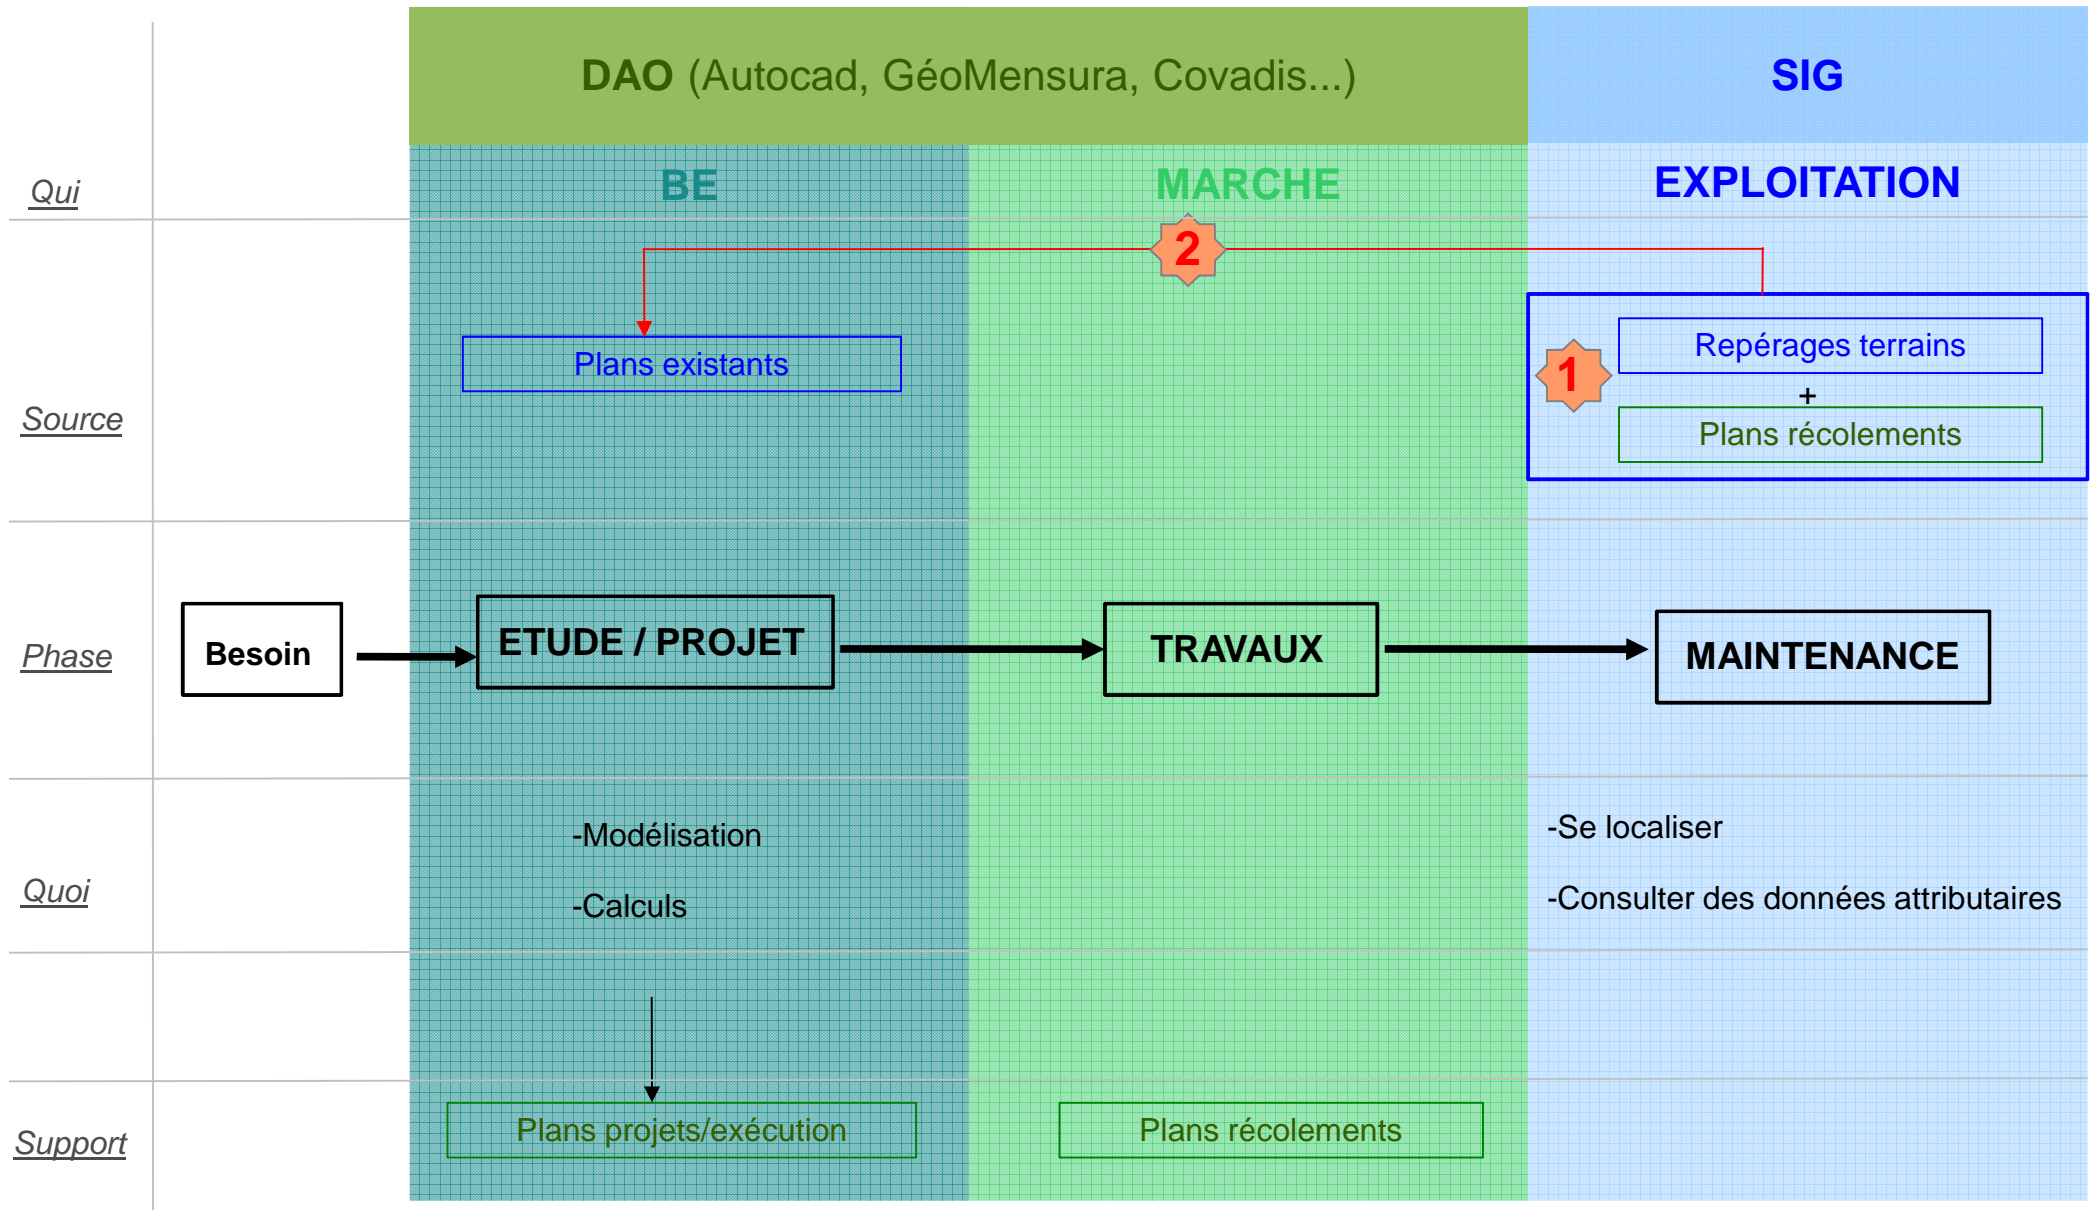 DAO (Autocad, GéoMensura, Covadis...)
SIG
Qui
BE
MARCHE
EXPLOITATION
2
Source
Plans existants
1
Repérages terrains
+
Plans récolements
Phase
Besoin
ETUDE / PROJET
TRAVAUX
MAINTENANCE
Quoi
-Modélisation
-Calculs
-Se localiser
-Consulter des données attributaires
Support
Plans projets/exécution
Plans récolements